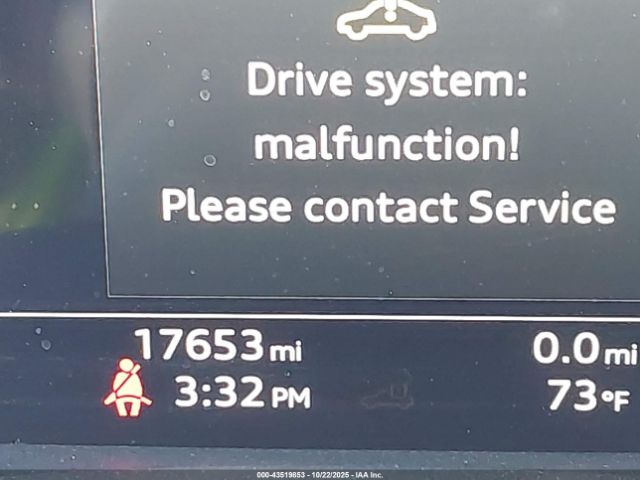 Drive system:
malfunction!
Please contact Service
17653 mi 0.0 mi
3:32 PM 73°F
000-43519853 - 10/22/2025 - IAA Inc.